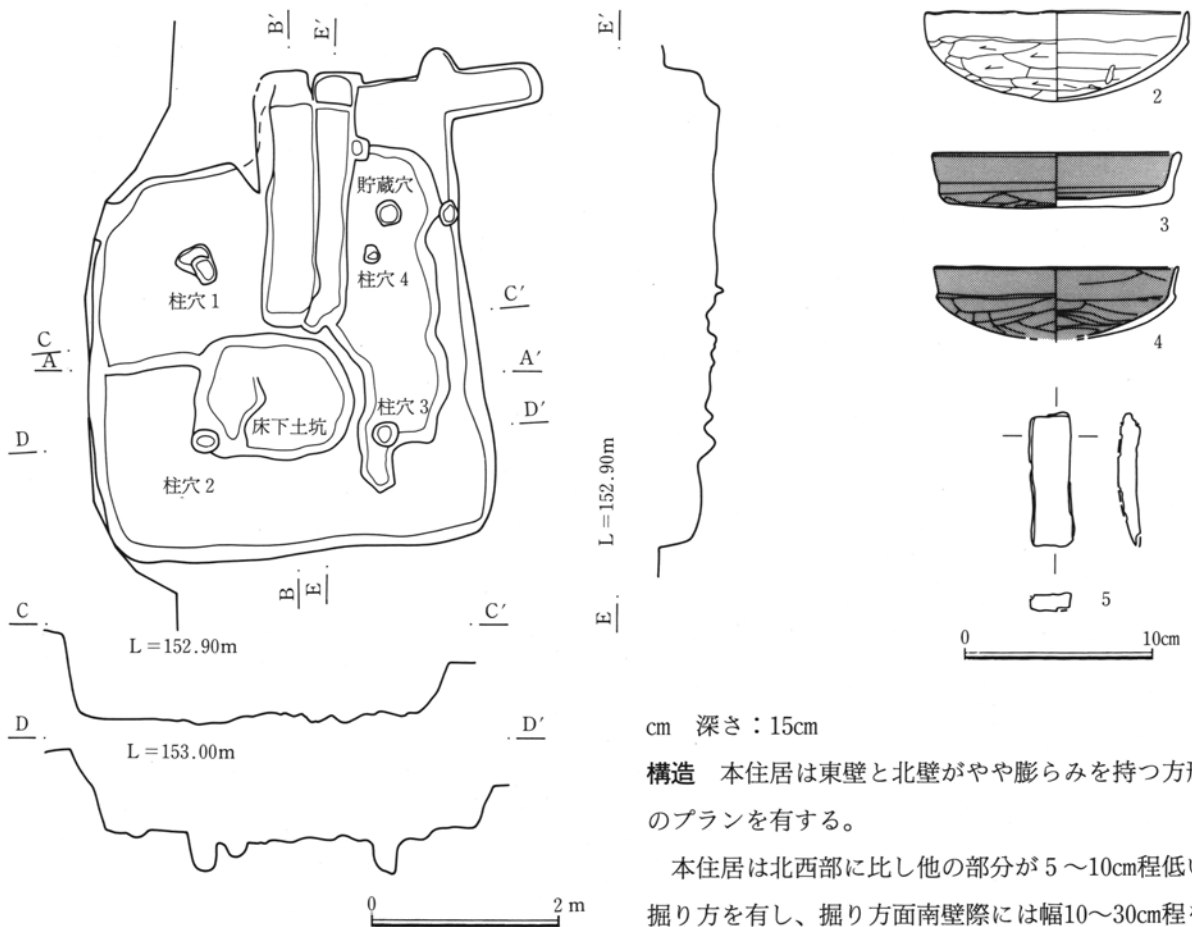 B′
E′
貯蔵穴
柱穴 4
柱穴 1
C′
C
A
A′
D′
D
柱穴 3
床下土坑
柱穴 2
B
E
C
C′
L＝152.90m
D
D′
L＝153.00m
0
2 m
E′
L＝152.90m
E
2
3
4
5
0
10cm
cm　深さ：15cm
構造　本住居は東壁と北壁がやや膨らみを持つ方形
のプランを有する。
本住居は北西部に比し他の部分が 5 ～10cm程低い
掘り方を有し、掘り方面南壁際には幅10～30cm程